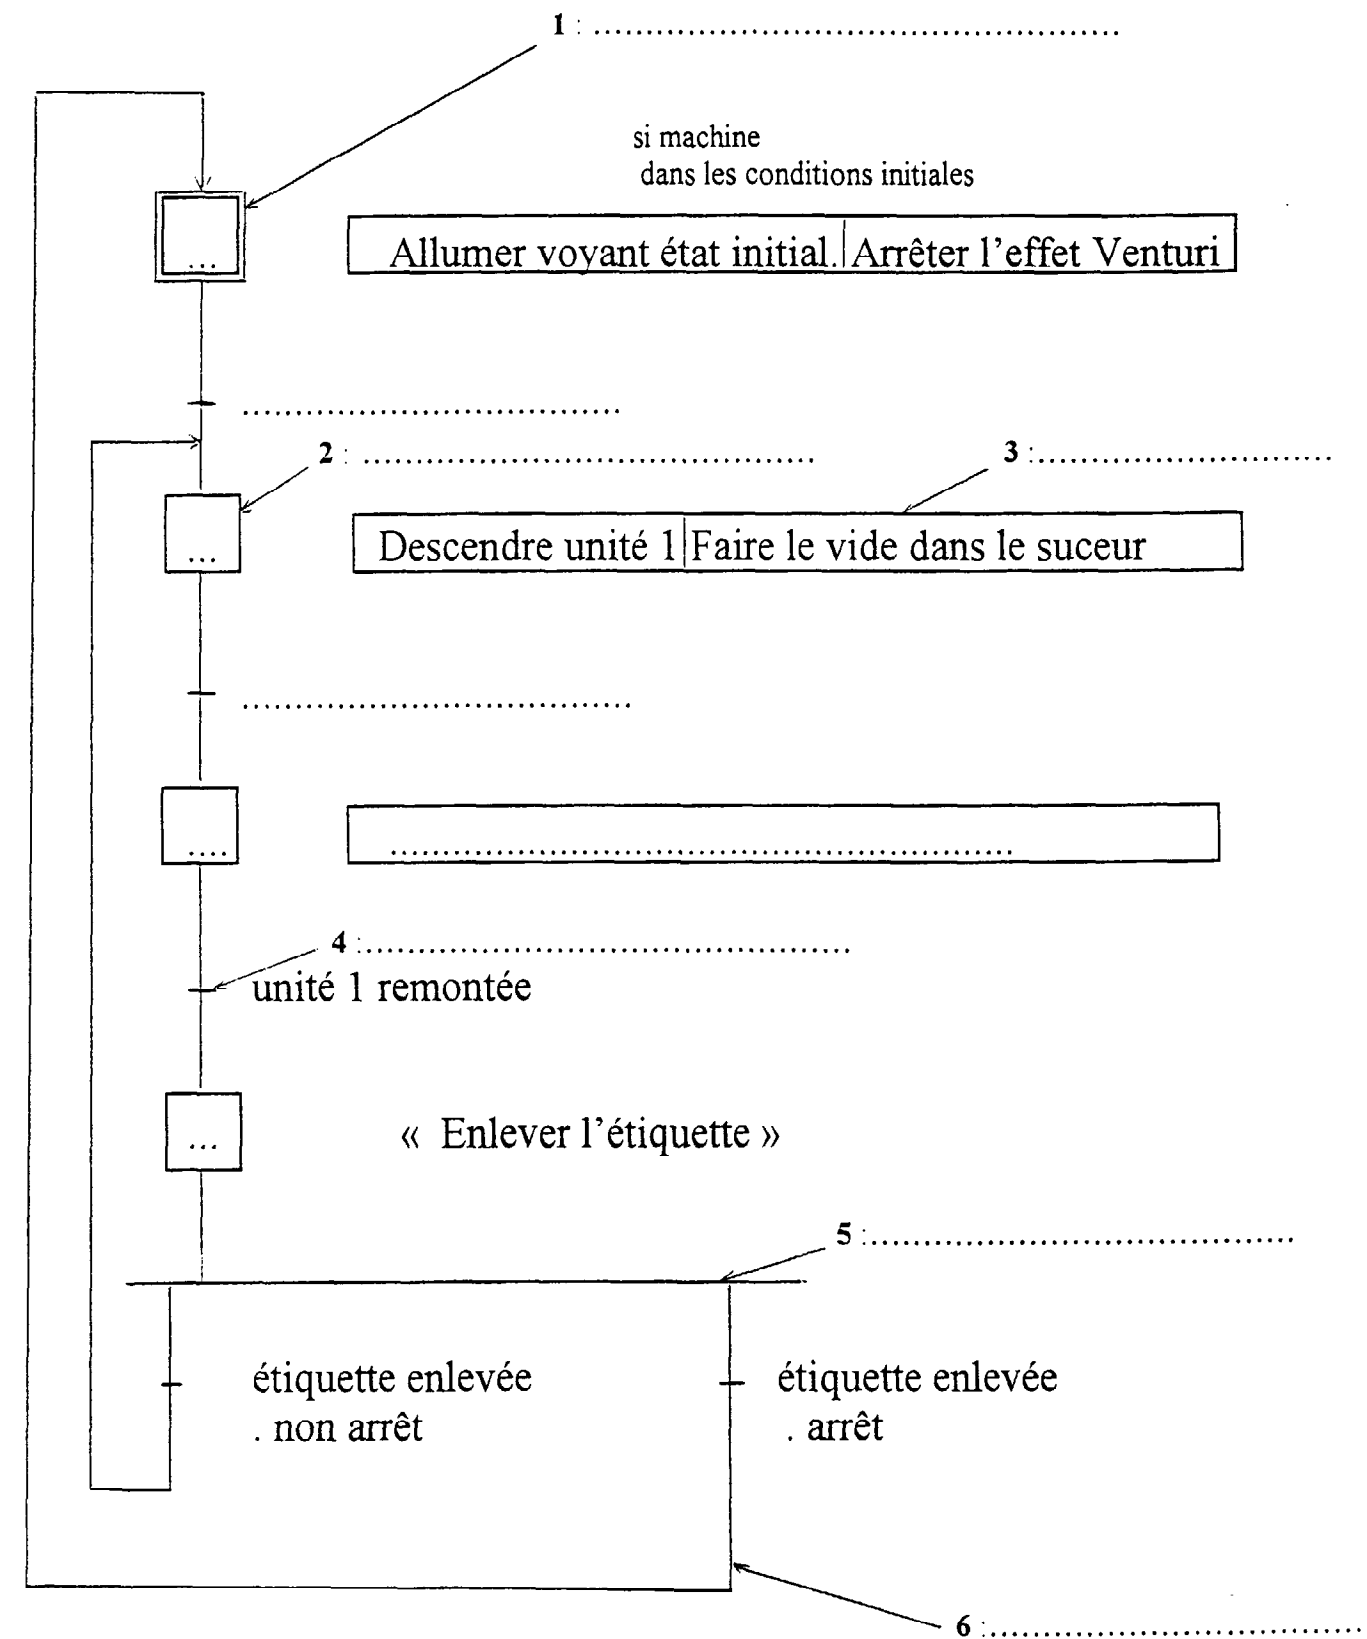 1 : ................................................
si machine
dans les conditions initiales
... Allumer voyant état initial. Arrêter l'effet Venturi
..................................
2 : ........................................ 3 :...........................
... Descendre unité 1 Faire le vide dans le suceur
...................................
.... ........................................................
4 :............................................
unité 1 remontée
... « Enlever l'étiquette »
5 :......................................
étiquette enlevée étiquette enlevée
. non arrêt . arrêt
6 :..................................